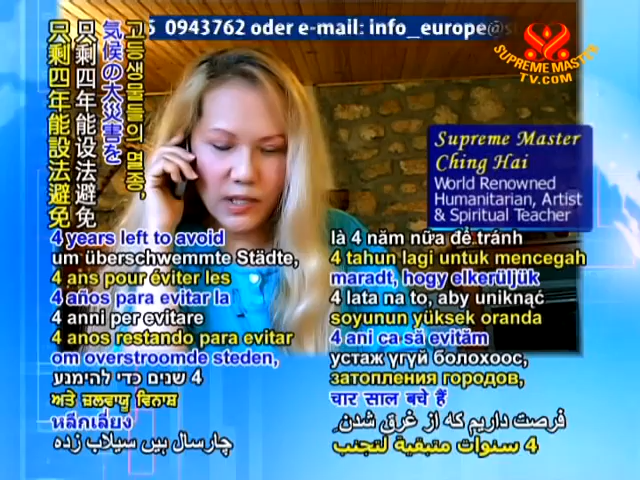 5 0943762 oder e-mail: info_europe@s
SUPREME MASTER
TV.COM
고등동물들의 멸종,
気候の大災害を
只剩四年能设法避免
只剩四年能設法避免
Supreme Master
Ching Hai
World Renowned
Humanitarian, Artist
& Spiritual Teacher
4 years left to avoid
um überschwemmte Städte,
4 ans pour éviter les
4 años para evitar la
4 anni per evitare
4 anos restando para evitar
om overstroomde steden,
4 שנים כדי להימנע
ਅਤੇ ਜ਼ਲਵਾਯੂ ਵਿਨਾਸ਼
หลีกเลี่ยง
چارسال ہیں سیلاب زدہ
là 4 năm nữa để tránh
4 tahun lagi untuk mencegah
maradt, hogy elkerüljük
4 lata na to, aby uniknąć
soyunun yüksek oranda
4 ani ca să evităm
устаж үгүй болохоос,
затопления городов,
चार साल बचे हैं
فرصت داریم که از غرق شدن
4 سنوات متبقية لتجنب